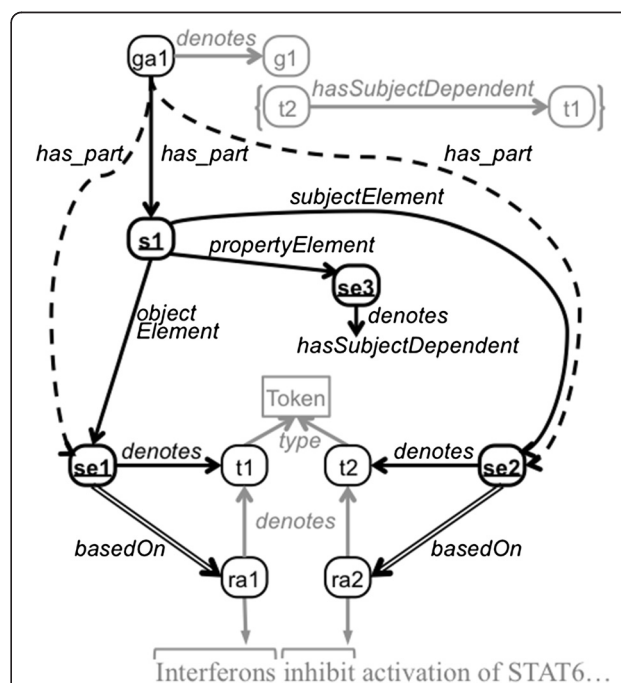 denotes
ga1 g1
hasSubjectDependent
{ t2 t1 }
has_part has_part has_part
subjectElement
s1 propertyElement
se3
object
Element
denotes
hasSubjectDependent
Token
type
se1 denotes t1 t2 denotes se2
denotes
basedOn basedOn
ra1 ra2
Interferons inhibit activation of STAT6...